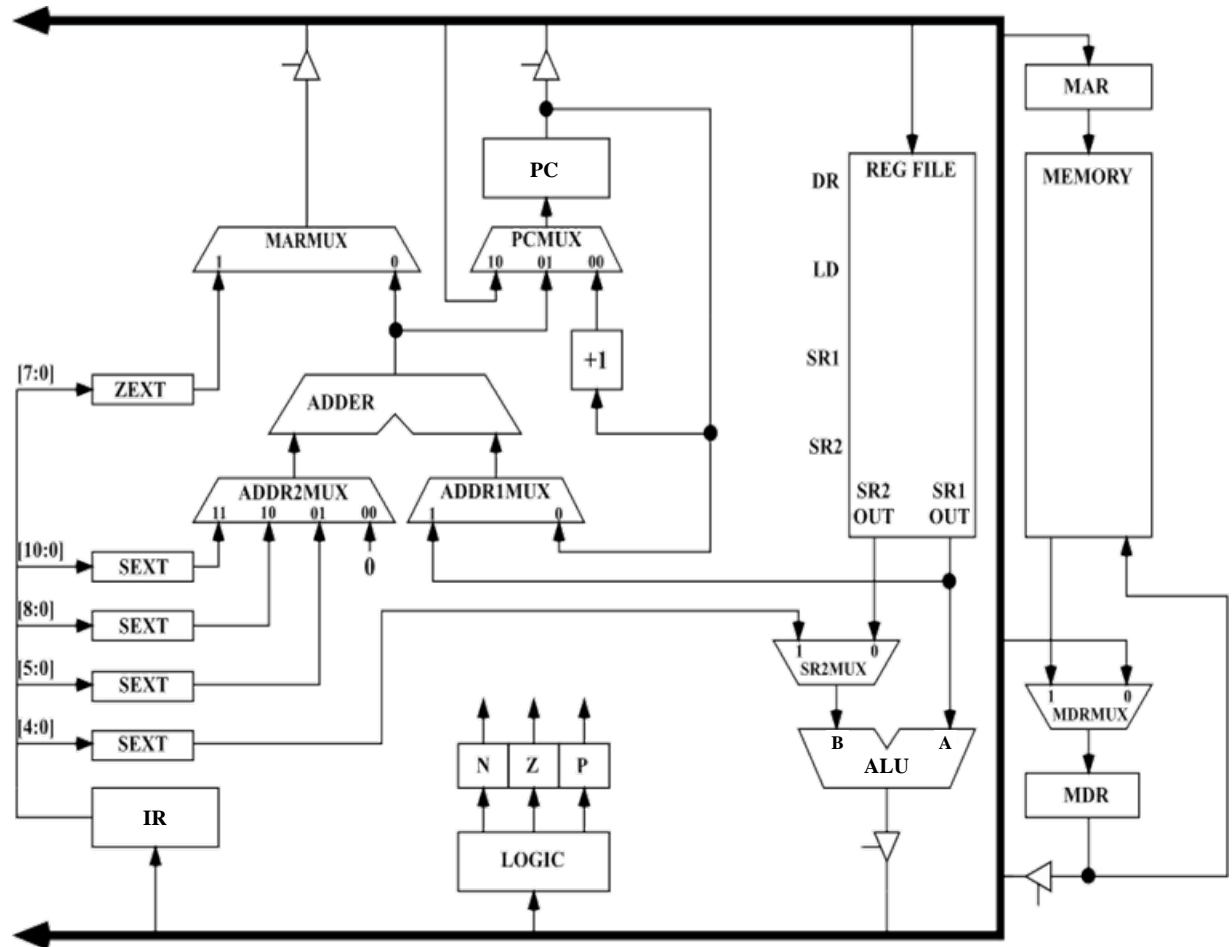 MAR
PC
REG FILE
MEMORY
DR
MARMUX
1 0
PCMUX
10 01 00
LD
+1
SR1
[7:0]
ZEXT
ADDER
SR2
ADDR2MUX
11 10 01 00
ADDR1MUX
1 0
SR2 OUT
SR1 OUT
[10:0]
SEXT
0
[8:0]
SEXT
1 0
SR2MUX
[5:0]
SEXT
1 0
MDRMUX
[4:0]
SEXT
N Z P
B A
ALU
MDR
IR
LOGIC